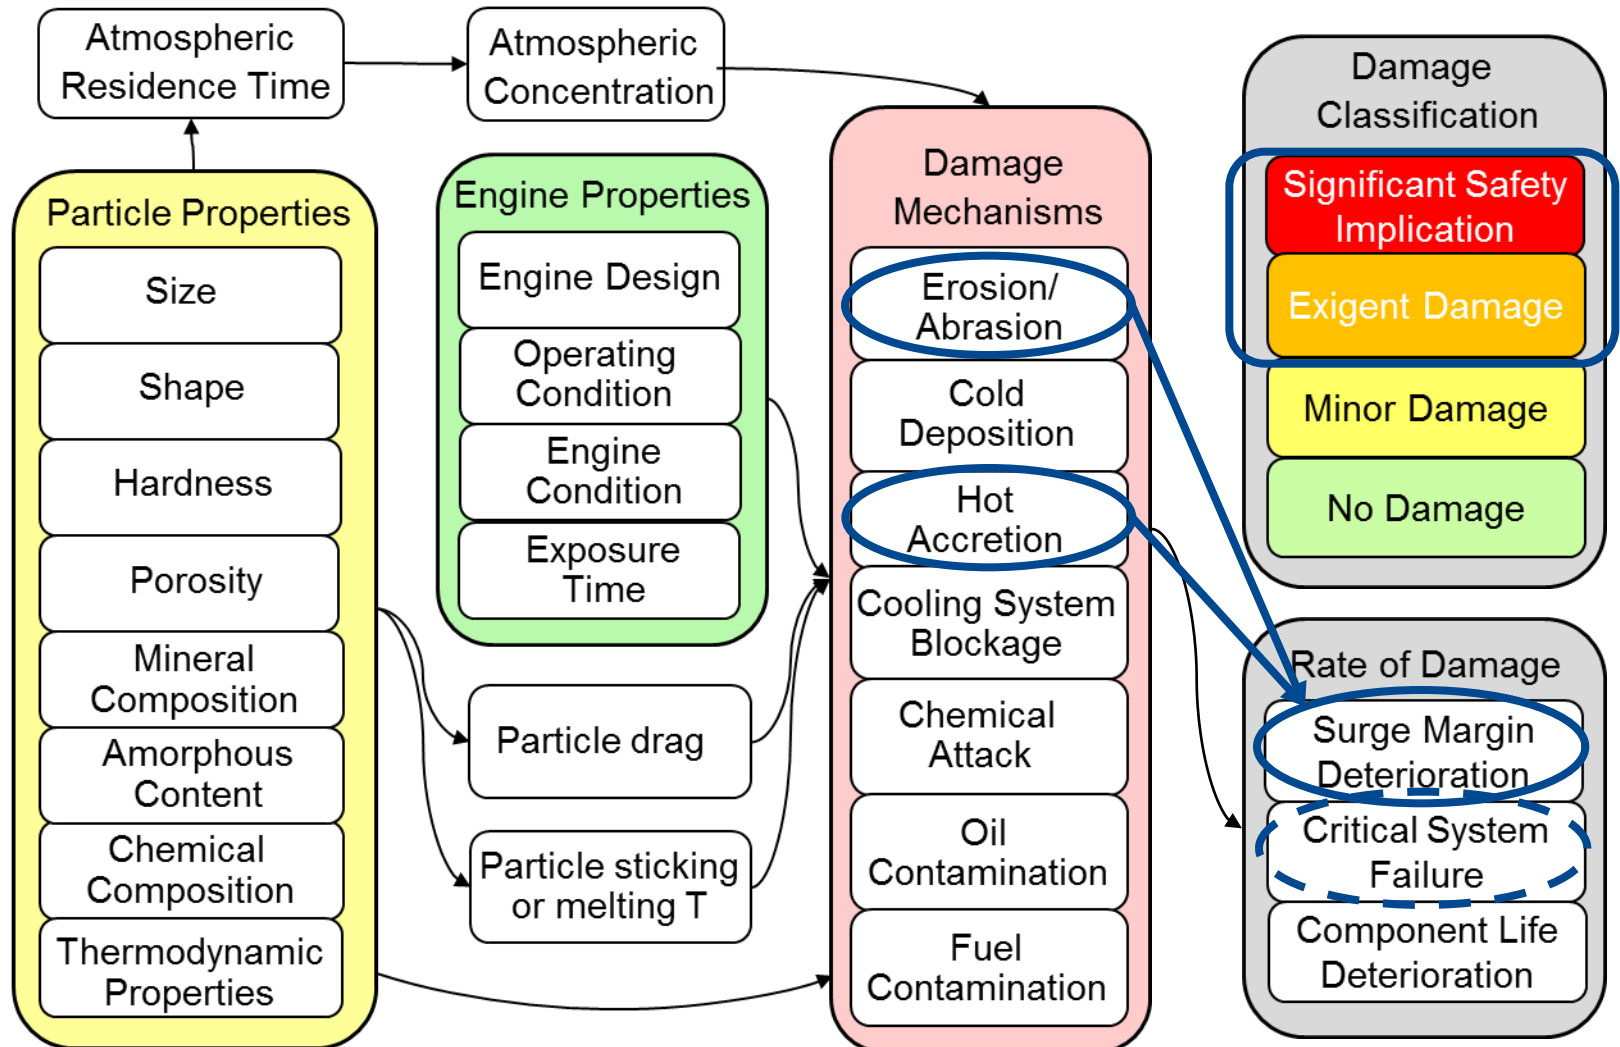 Atmospheric
Residence Time
Atmospheric
Concentration
Particle Properties
Size
Shape
Hardness
Porosity
Mineral
Composition
Amorphous
Content
Chemical
Composition
Thermodynamic
Properties
Engine Properties
Engine Design
Operating
Condition
Engine
Condition
Exposure
Time
Particle drag
Particle sticking
or melting T
Damage
Mechanisms
Erosion/
Abrasion
Cold
Deposition
Hot
Accretion
Cooling System
Blockage
Chemical
Attack
Oil
Contamination
Fuel
Contamination
Damage
Classification
Significant Safety
Implication
Exigent Damage
Minor Damage
No Damage
Rate of Damage
Surge Margin
Deterioration
Critical System
Failure
Component Life
Deterioration